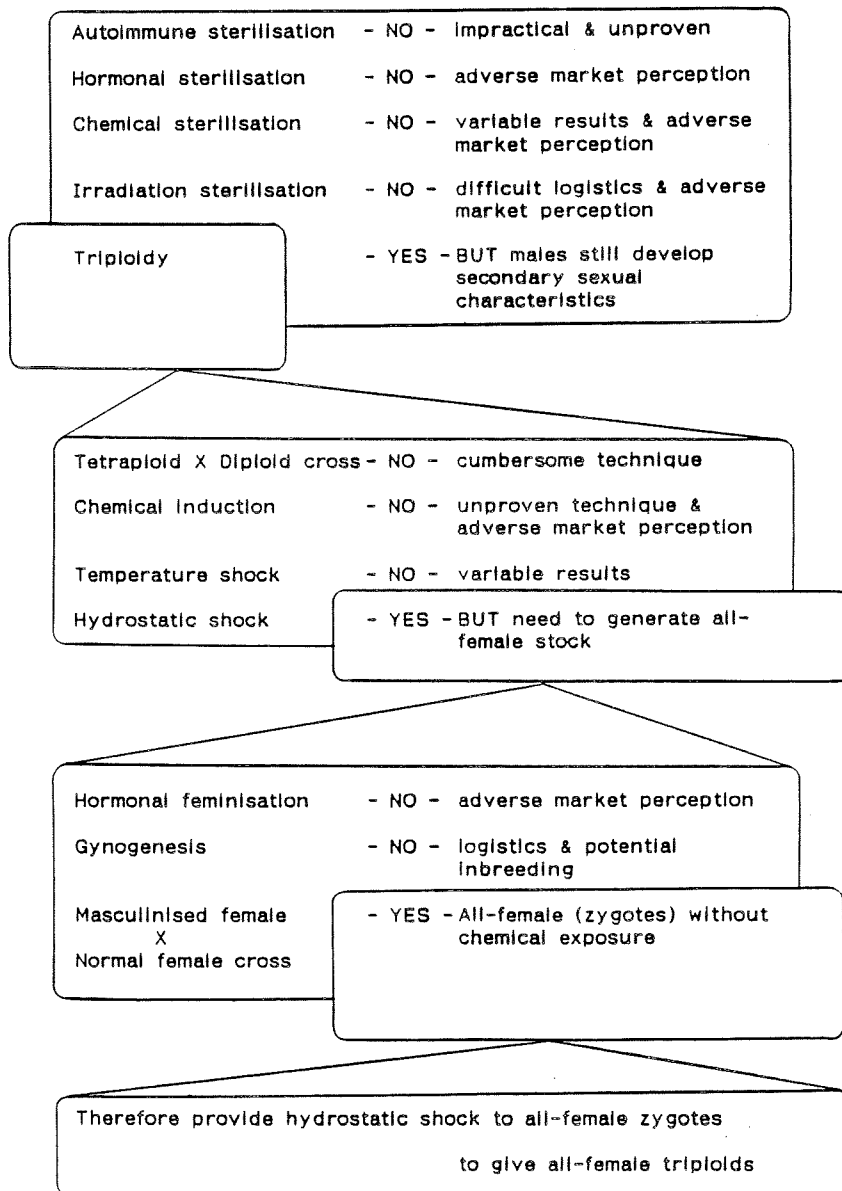 Autoimmune sterilisation - NO - impractical & unproven
Hormonal sterilisation - NO - adverse market perception
Chemical sterilisation - NO - variable results & adverse
market perception
Irradiation sterilisation - NO - difficult logistics & adverse
market perception
Triploidy - YES - BUT males still develop
secondary sexual
characteristics
Tetraploid X Diploid cross - NO - cumbersome technique
Chemical induction - NO - unproven technique &
adverse market perception
Temperature shock - NO - variable results
Hydrostatic shock - YES - BUT need to generate all-
female stock
Hormonal feminisation - NO - adverse market perception
Gynogenesis - NO - logistics & potential
inbreeding
Masculinised female - YES - All-female (zygotes) without
X chemical exposure
Normal female cross
Therefore provide hydrostatic shock to all-female zygotes
to give all-female triploids